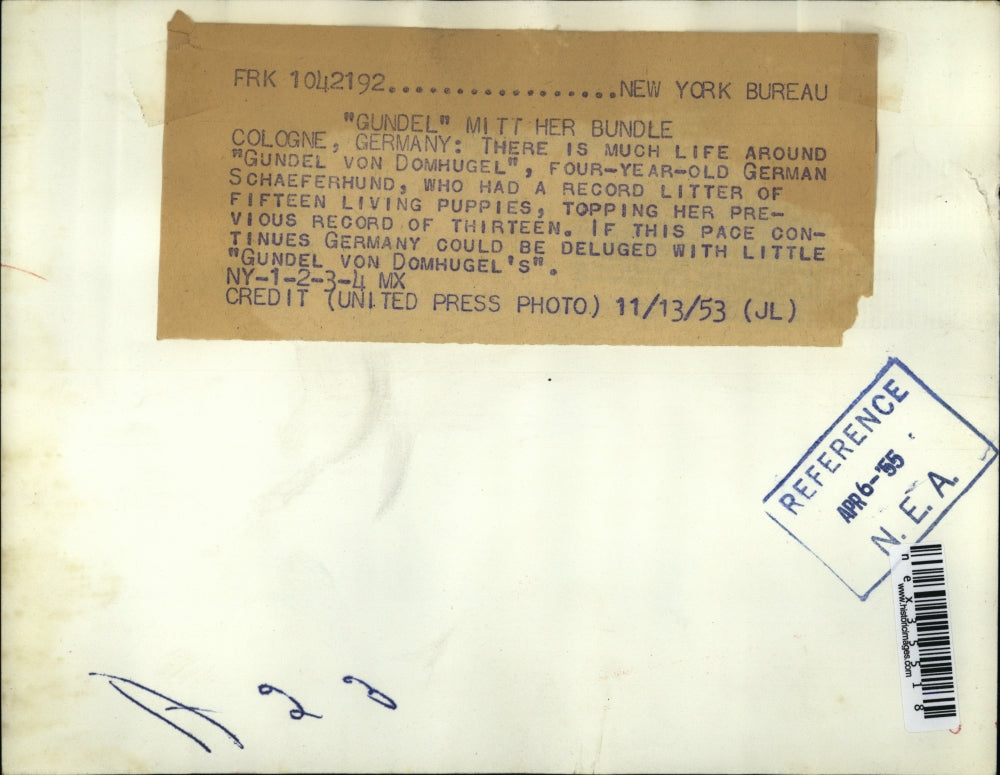 FRK 1042192..................NEW YORK BUREAU
"GUNDEL" MITT HER BUNDLE
COLOGNE, GERMANY: THERE IS MUCH LIFE AROUND
"GUNDEL VON DOMHUGEL", FOUR-YEAR-OLD GERMAN
SCHAEFERHUND, WHO HAD A RECORD LITTER OF
FIFTEEN LIVING PUPPIES, TOPPING HER PRE-
VIOUS RECORD OF THIRTEEN. IF THIS PACE CON-
TINUES GERMANY COULD BE DELUGED WITH LITTLE
"GUNDEL VON DOMHUGEL'S".
NY-1-2-3-4 MX
CREDIT (UNITED PRESS PHOTO) 11/13/53 (JL)
REFERENCE
APR 6-'55
N. E. A.
nex35518
www.historicimages.com